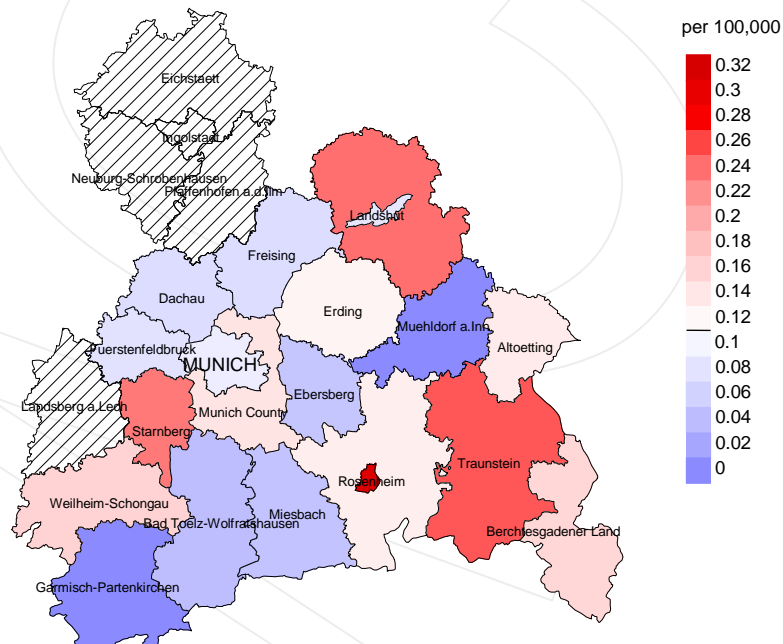 per 100,000
0.32
0.3
0.28
0.26
0.24
0.22
0.2
0.18
0.16
0.14
0.12
0.1
0.08
0.06
0.04
0.02
0
Eichstaett
Ingolstadt
Neuburg-Schrobenhausen
Pfaffenhofen a.d.Ilm
Landshut
Freising
Dachau
Erding
Muehldorf a.Inn
Altoetting
Fuerstenfeldbruck
MUNICH
Ebersberg
Landsberg a.Lech
Munich County
Starnberg
Traunstein
Rosenheim
Weilheim-Schongau
Miesbach
Bad Toelz-Wolfratshausen
Berchtesgadener Land
Garmisch-Partenkirchen